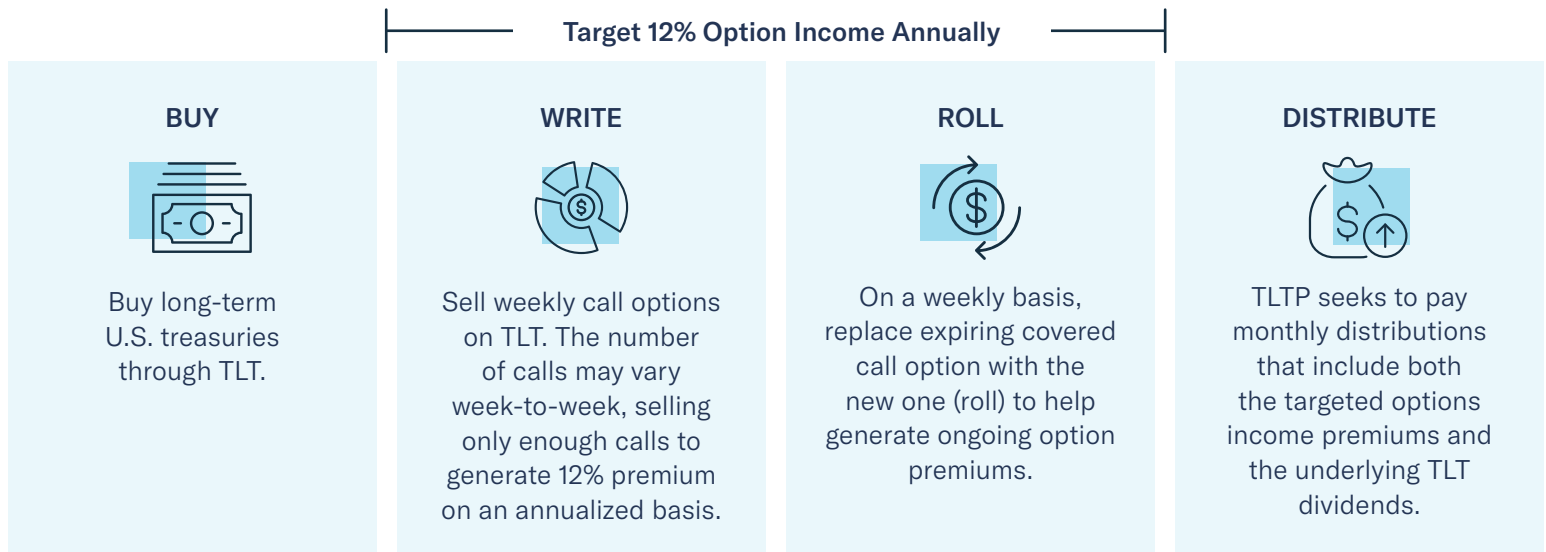 Target 12% Option Income Annually
BUY
Buy long-term
U.S. treasuries
through TLT.
WRITE
$
Sell weekly call options
on TLT. The number
of calls may vary
week-to-week, selling
only enough calls to
generate 12% premium
on an annualized basis.
ROLL
$
On a weekly basis,
replace expiring covered
call option with the
new one (roll) to help
generate ongoing option
premiums.
DISTRIBUTE
$
TLTP seeks to pay
monthly distributions
that include both
the targeted options
income premiums and
the underlying TLT
dividends.